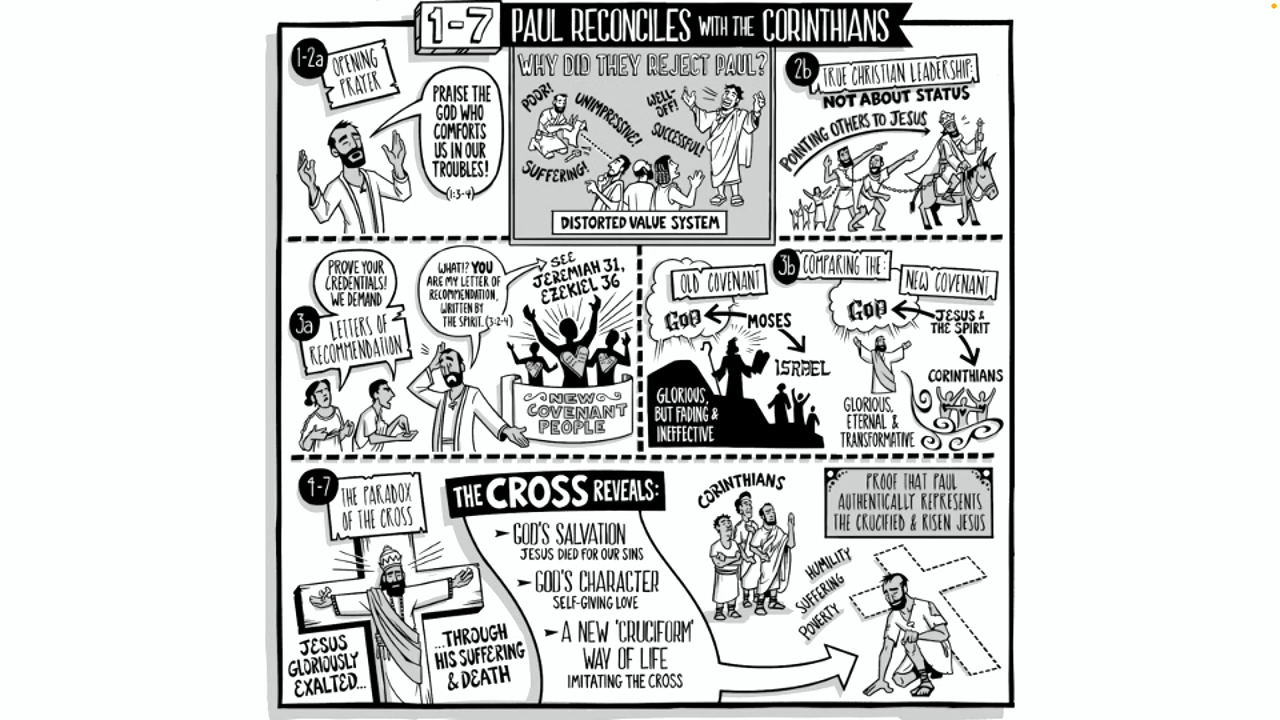 1-7 PAUL RECONCILES WITH THE CORINTHIANS
1-2a
OPENING
PRAYER
PRAISE THE
GOD WHO
COMFORTS
US IN OUR
TROUBLES!
(1:3-4)
WHY DID THEY REJECT PAUL?
POOR!
UNIMPRESSIVE!
SUFFERING!
WELL-
OFF!
SUCCESSFUL!
DISTORTED VALUE SYSTEM
2b
TRUE CHRISTIAN LEADERSHIP:
NOT ABOUT STATUS
POINTING OTHERS TO JESUS
3a
PROVE YOUR
CREDENTIALS!
WE DEMAND
LETTERS OF
RECOMMENDATION
WHAT!? YOU
ARE MY LETTER OF
RECOMMENDATION,
WRITTEN BY
THE SPIRIT. (3:2-4)
SEE
JEREMIAH 31,
EZEKIEL 36
NEW
COVENANT
PEOPLE
3b
COMPARING THE:
OLD COVENANT
GOD
MOSES
ISRAEL
GLORIOUS,
BUT FADING &
INEFFECTIVE
NEW COVENANT
GOD
JESUS &
THE SPIRIT
CORINTHIANS
GLORIOUS,
ETERNAL &
TRANSFORMATIVE
4-7
THE PARADOX
OF THE CROSS
JESUS
GLORIOUSLY
EXALTED...
...THROUGH
HIS SUFFERING
& DEATH
THE CROSS REVEALS:
➤ GOD'S SALVATION
JESUS DIED FOR OUR SINS
➤ GOD'S CHARACTER
SELF-GIVING LOVE
➤ A NEW 'CRUCIFORM'
WAY OF LIFE
IMITATING THE CROSS
CORINTHIANS
PROOF THAT PAUL
AUTHENTICALLY REPRESENTS
THE CRUCIFIED & RISEN JESUS
HUMILITY
SUFFERING
POVERTY